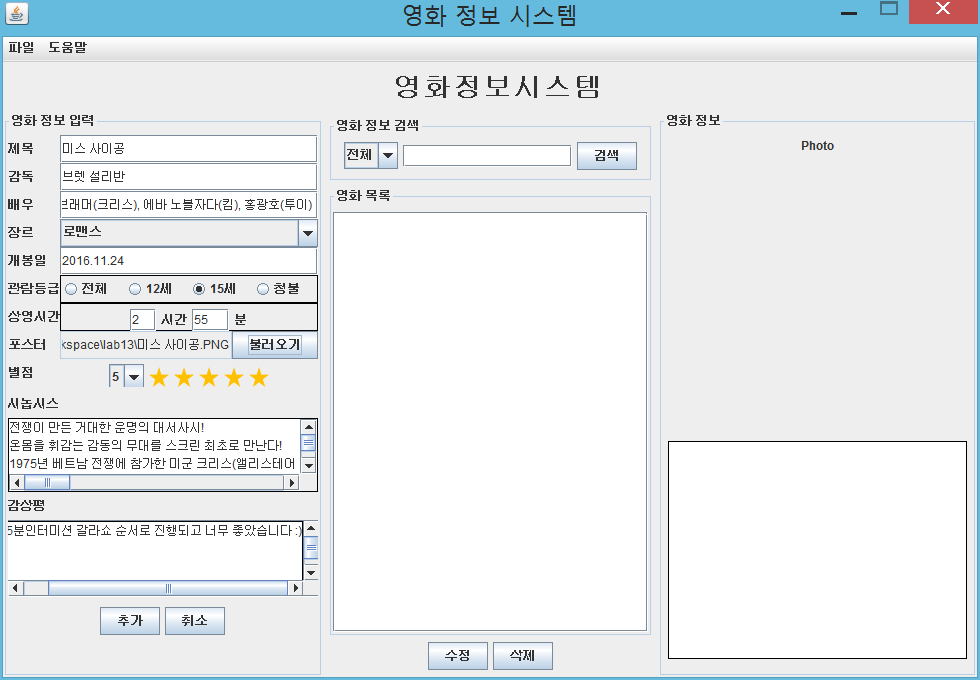 영화 정보 시스템
파일 도움말
영화정보시스템
영화 정보 입력
제목 미스 사이공
감독 브렛 설리반
배우 브래머(크리스), 에바 노블자다(킴), 홍광호(투이)
장르 로맨스
개봉일 2016.11.24
관람등급 전체 12세 15세 청불
상영시간 2 시간 55 분
포스터 kspace\lab13\미스 사이공.PNG 불러오기
별점 5
시놉시스
전쟁이 만든 거대한 운명의 대서사시!
온몸을 휘감는 감동의 무대를 스크린 최초로 만난다!
1975년 베트남 전쟁에 참가한 미군 크리스(앨리스테어
감상평
5분인터미션 갈라쇼 순서로 진행되고 너무 좋았습니다 :)
추가 취소
영화 정보 검색
전체 검색
영화 목록
수정 삭제
영화 정보
Photo